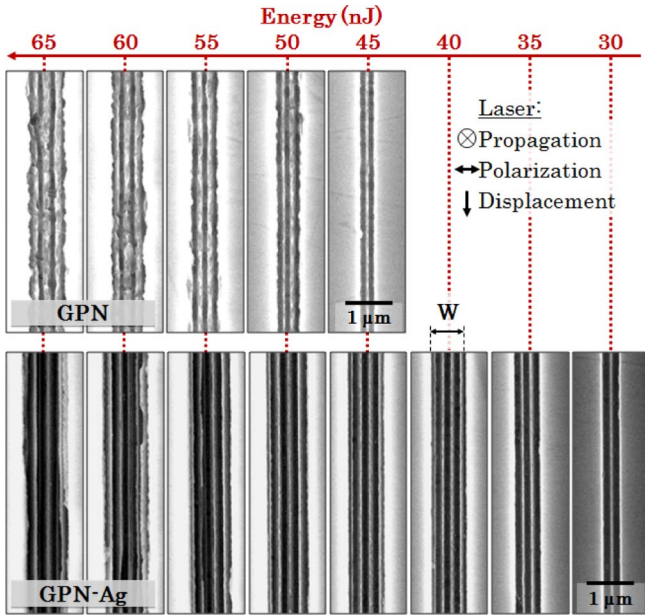 Energy (nJ)
65 60 55 50 45 40 35 30
Laser:
Propagation
Polarization
Displacement
GPN
1 µm
W
GPN-Ag
1 µm